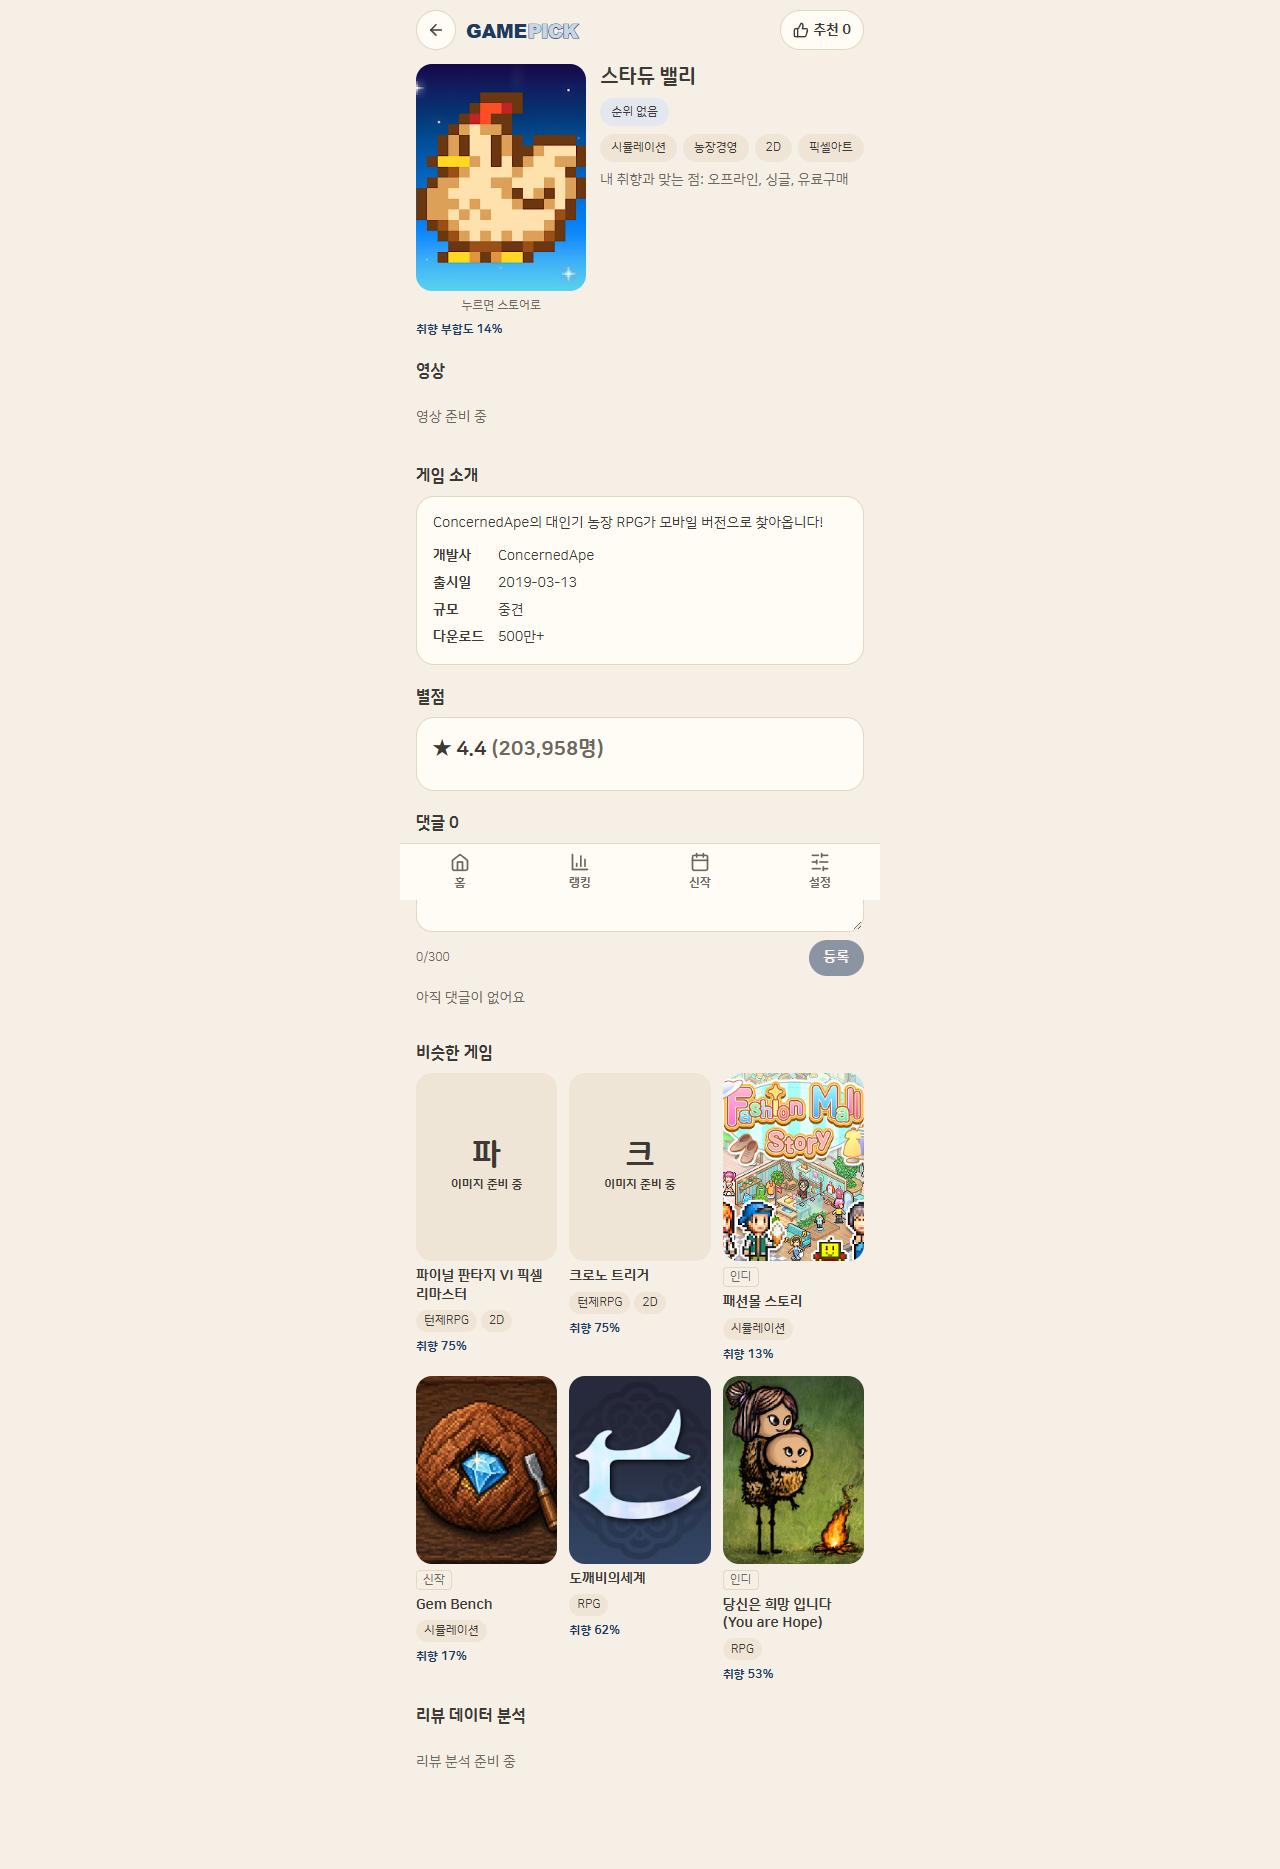 GAMEPICK
추천 0
스타듀 밸리
순위 없음
시뮬레이션 농장경영 2D 픽셀아트
내 취향과 맞는 점: 오프라인, 싱글, 유료구매
누르면 스토어로
취향 부합도 14%
영상
영상 준비 중
게임 소개
ConcernedApe의 대인기 농장 RPG가 모바일 버전으로 찾아옵니다!
개발사 ConcernedApe
출시일 2019-03-13
규모 중견
다운로드 500만+
별점
★ 4.4 (203,958명)
댓글 0
홈 랭킹 신작 설정
0/300
등록
아직 댓글이 없어요
비슷한 게임
파
이미지 준비 중
크
이미지 준비 중
Fashion Mall
Story
파이널 판타지 VI 픽셀
리마스터
턴제RPG 2D
취향 75%
크로노 트리거
턴제RPG 2D
취향 75%
인디
패션몰 스토리
시뮬레이션
취향 13%
신작
Gem Bench
시뮬레이션
취향 17%
도깨비의세계
RPG
취향 62%
인디
당신은 희망 입니다
(You are Hope)
RPG
취향 53%
리뷰 데이터 분석
리뷰 분석 준비 중